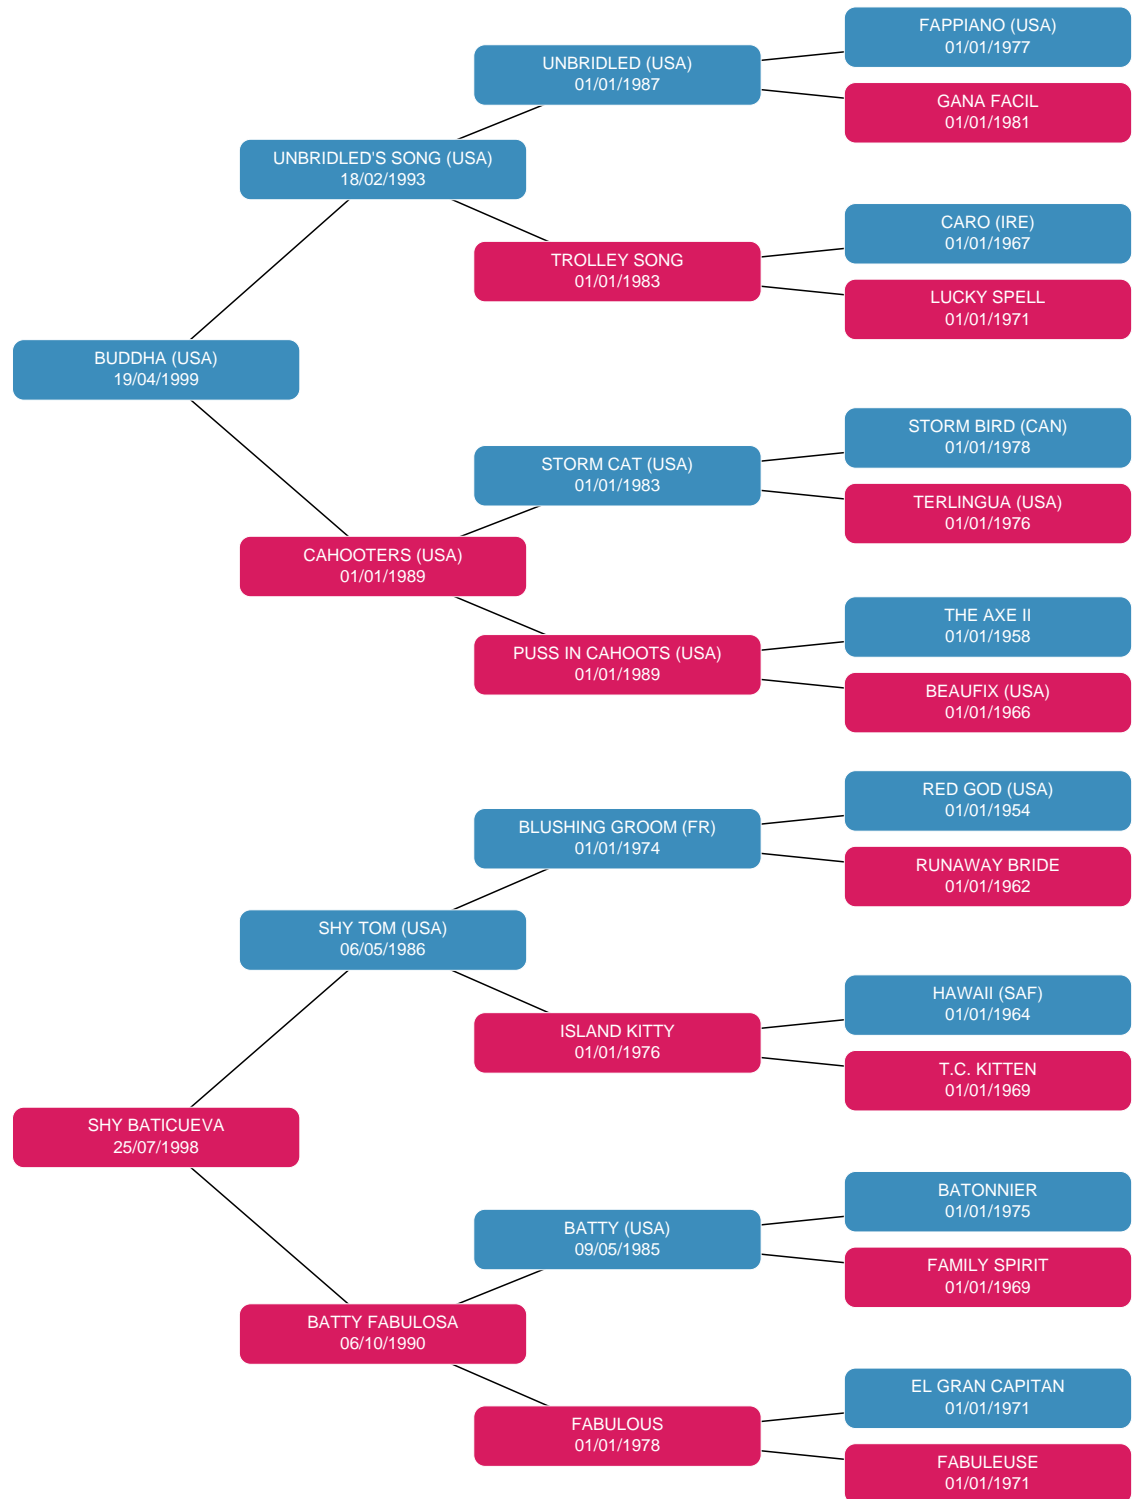 FAPPIANO (USA)
01/01/1977
UNBRIDLED (USA)
01/01/1987
GANA FACIL
01/01/1981
UNBRIDLED'S SONG (USA)
18/02/1993
CARO (IRE)
01/01/1967
TROLLEY SONG
01/01/1983
LUCKY SPELL
01/01/1971
BUDDHA (USA)
19/04/1999
STORM BIRD (CAN)
01/01/1978
STORM CAT (USA)
01/01/1983
TERLINGUA (USA)
01/01/1976
CAHOOTERS (USA)
01/01/1989
THE AXE II
01/01/1958
PUSS IN CAHOOTS (USA)
01/01/1989
BEAUFIX (USA)
01/01/1966
RED GOD (USA)
01/01/1954
BLUSHING GROOM (FR)
01/01/1974
RUNAWAY BRIDE
01/01/1962
SHY TOM (USA)
06/05/1986
HAWAII (SAF)
01/01/1964
ISLAND KITTY
01/01/1976
T.C. KITTEN
01/01/1969
SHY BATICUEVA
25/07/1998
BATONNIER
01/01/1975
BATTY (USA)
09/05/1985
FAMILY SPIRIT
01/01/1969
BATTY FABULOSA
06/10/1990
EL GRAN CAPITAN
01/01/1971
FABULOUS
01/01/1978
FABULEUSE
01/01/1971